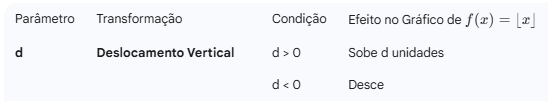 Parâmetro Transformação Condição Efeito no Gráfico de f(x) = ⌊x⌋
d Deslocamento Vertical d > 0 Sobe d unidades
d < 0 Desce